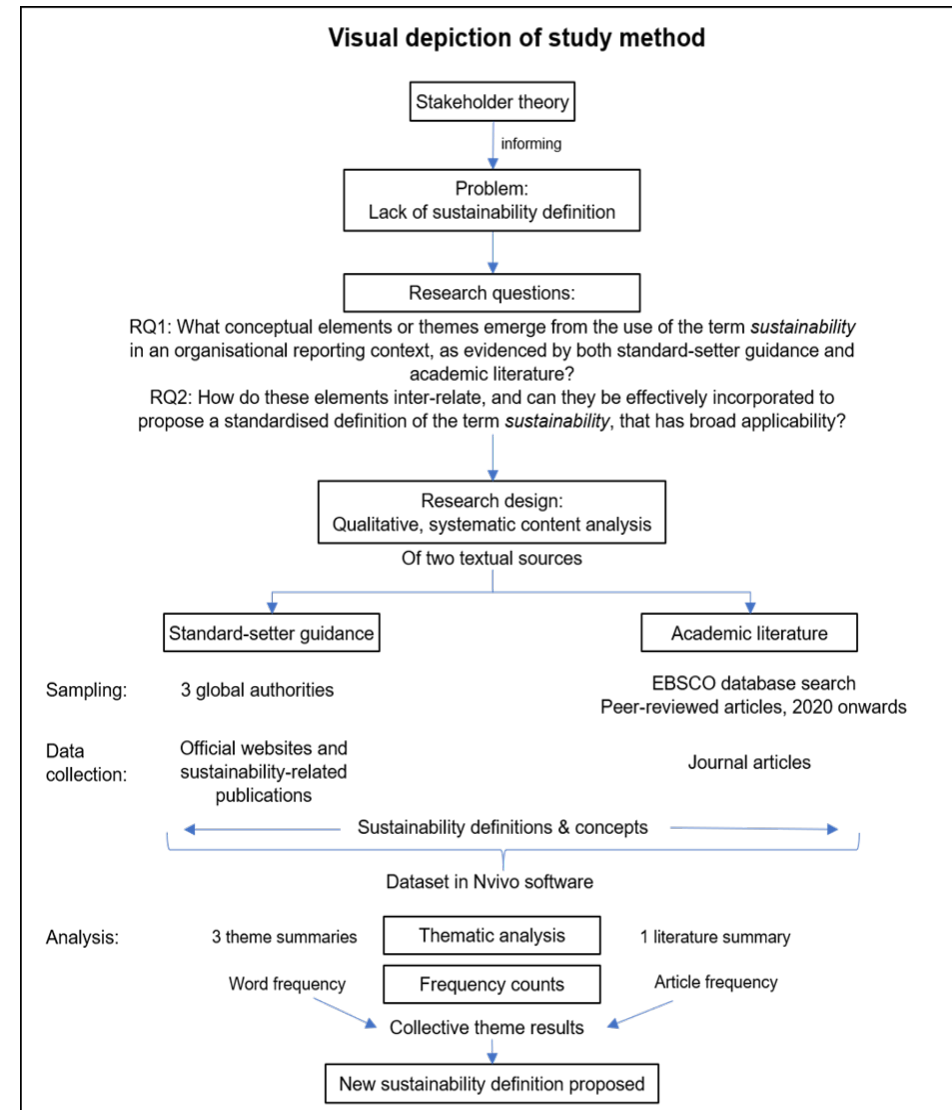 Visual depiction of study method
Stakeholder theory
informing
Problem:
Lack of sustainability definition
Research questions:
RQ1: What conceptual elements or themes emerge from the use of the term sustainability
in an organisational reporting context, as evidenced by both standard-setter guidance and
academic literature?
RQ2: How do these elements inter-relate, and can they be effectively incorporated to
propose a standardised definition of the term sustainability, that has broad applicability?
Research design:
Qualitative, systematic content analysis
Of two textual sources
Standard-setter guidance
Academic literature
Sampling:
3 global authorities
EBSCO database search
Peer-reviewed articles, 2020 onwards
Data
collection:
Official websites and
sustainability-related
publications
Journal articles
Sustainability definitions & concepts
Dataset in Nvivo software
Analysis:
3 theme summaries
Thematic analysis
1 literature summary
Word frequency
Frequency counts
Article frequency
Collective theme results
New sustainability definition proposed